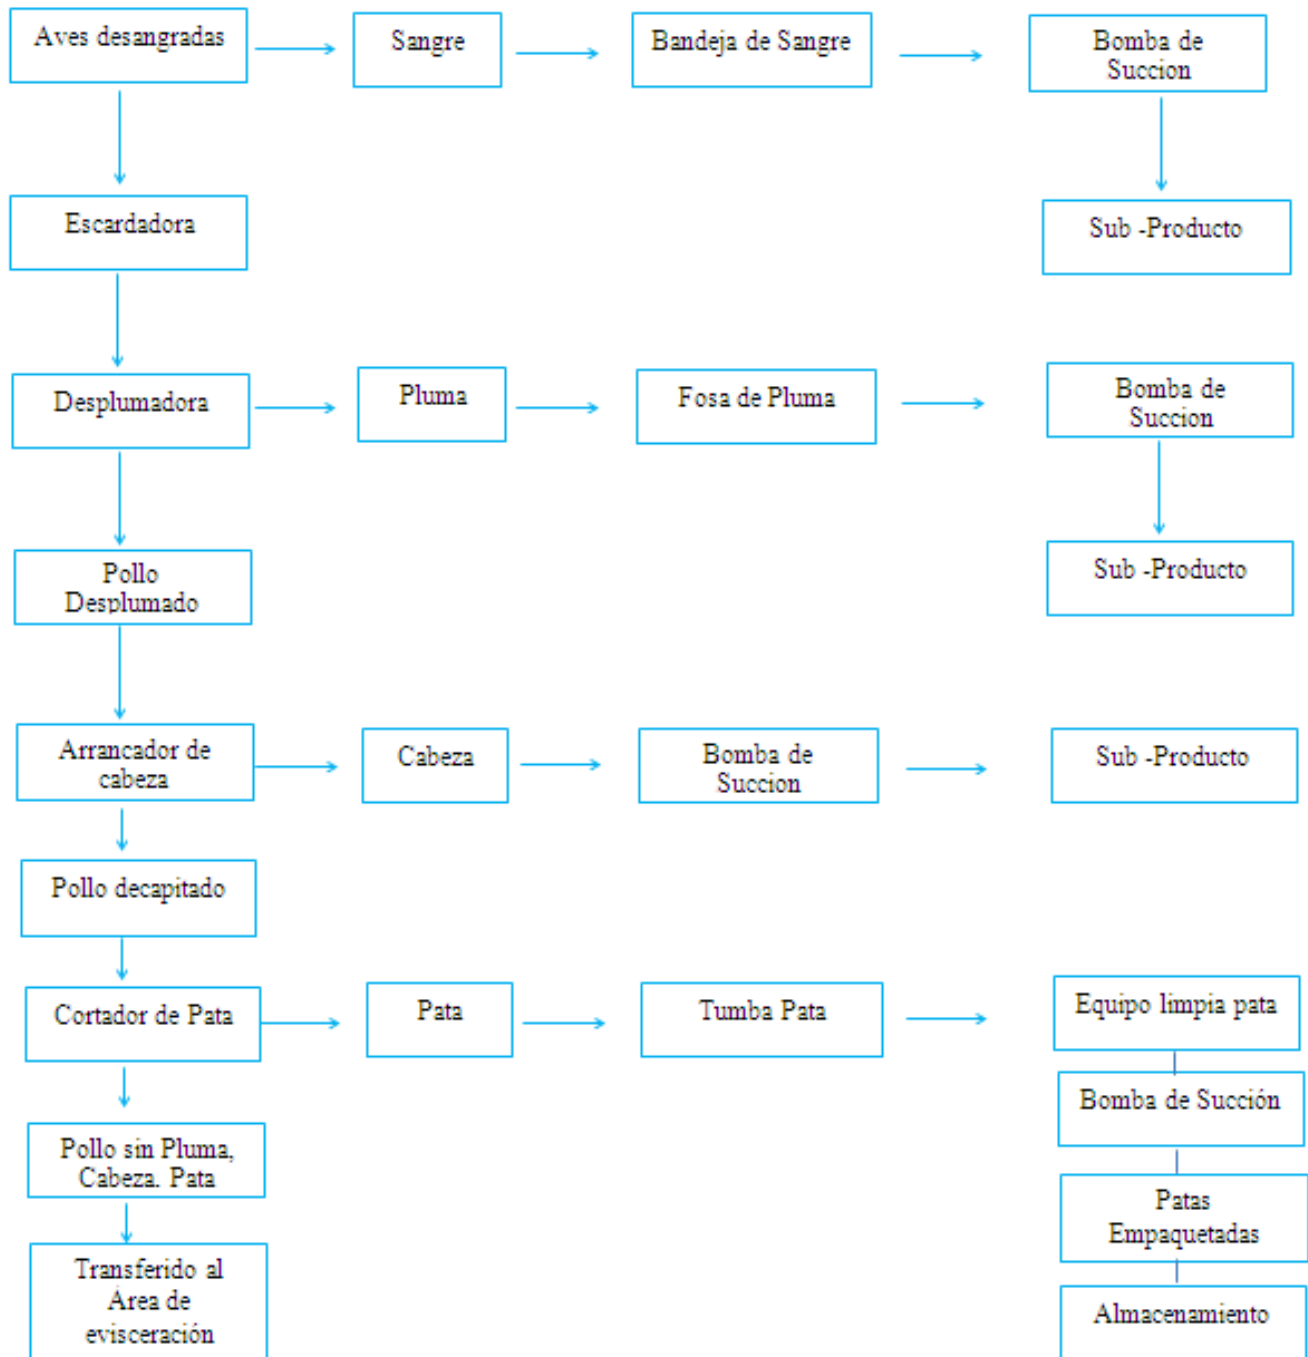 Aves desangradas
Sangre
Bandeja de Sangre
Bomba de
Succion
Escardadora
Sub -Producto
Desplumadora
Pluma
Fosa de Pluma
Bomba de
Succion
Pollo
Desplumado
Sub -Producto
Arrancador de
cabeza
Cabeza
Bomba de
Succion
Sub -Producto
Pollo decapitado
Cortador de Pata
Pata
Tumba Pata
Equipo limpia pata
Bomba de Succión
Pollo sin Pluma,
Cabeza. Pata
Patas
Empaquetadas
Transferido al
Área de
evisceración
Almacenamiento